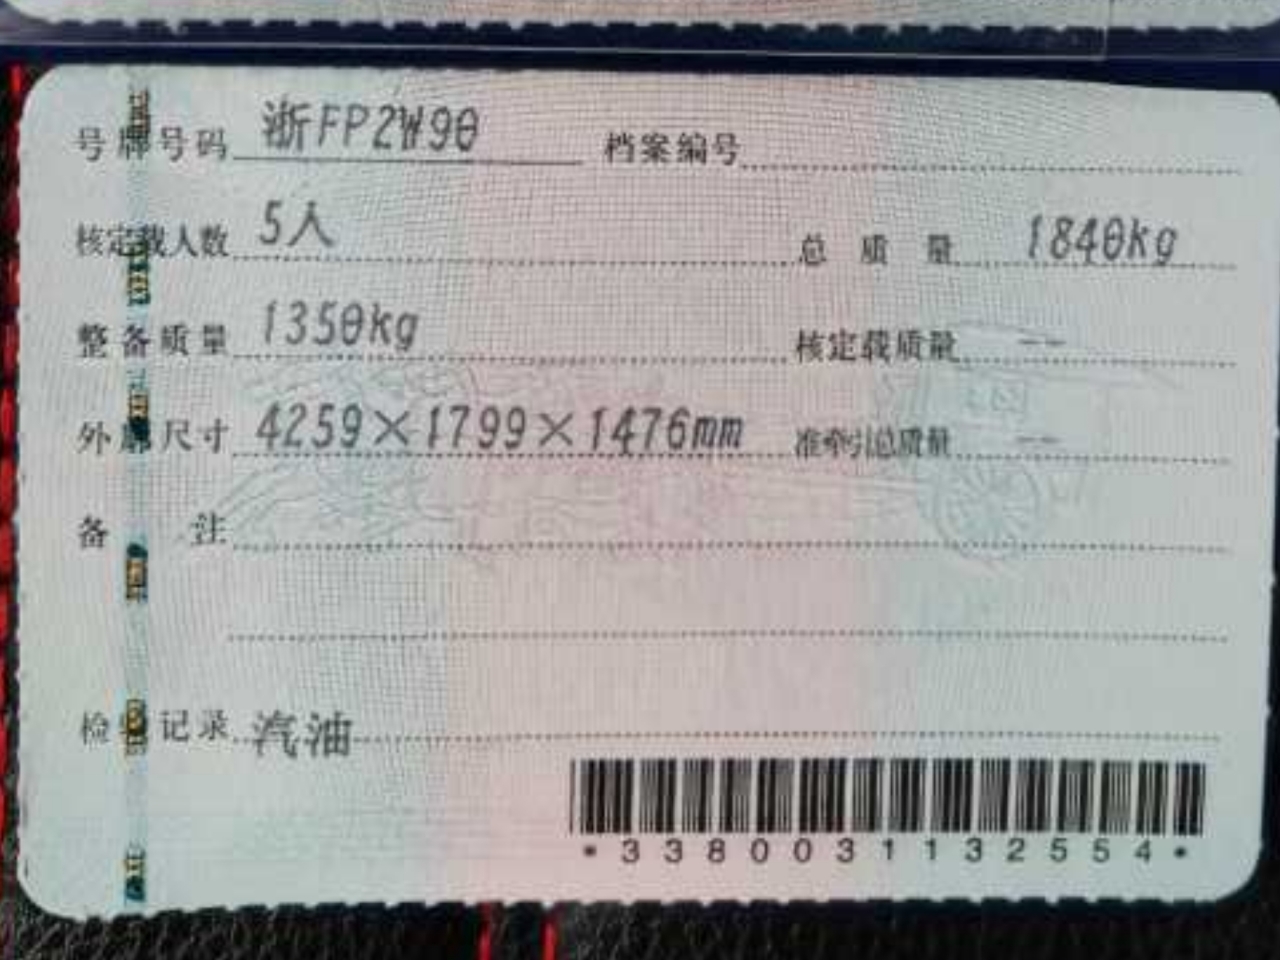 号牌号码 浙FP2W90 档案编号
核定载人数 5人 总质量 1840kg
整备质量 1350kg 核定载质量 --
外廓尺寸 4259×1799×1476mm 准牵引总质量 --
备注
检验记录 汽油
*3380031132554*